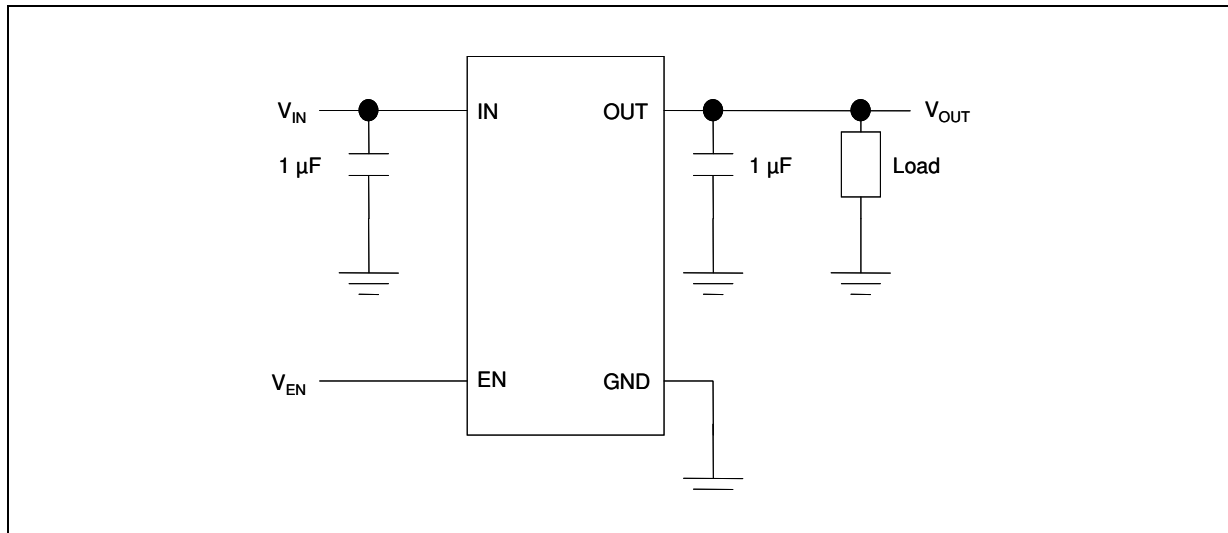 V_IN
IN
OUT
V_OUT
1 µF
1 µF
Load
V_EN
EN
GND